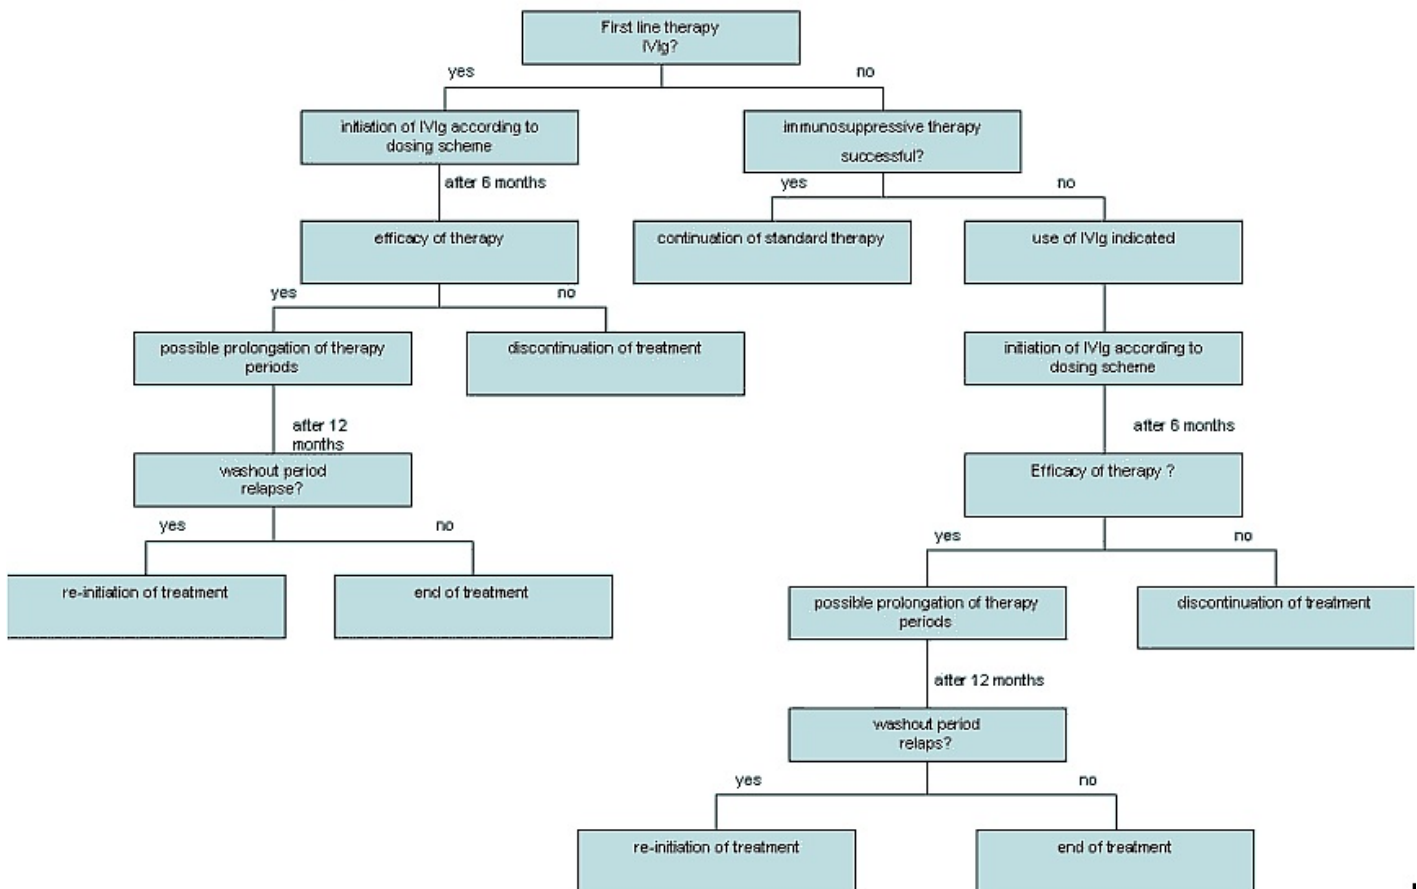 First line therapy
IVIg?
yes
no
initiation of IVIg according to
dosing scheme
immunosuppressive therapy
successful?
after 6 months
yes
no
efficacy of therapy
continuation of standard therapy
use of IVIg indicated
yes
no
possible prolongation of therapy
periods
discontinuation of treatment
initiation of IVIg according to
dosing scheme
after 12
months
after 6 months
washout period
relapse?
Efficacy of therapy ?
yes
no
yes
no
re-initiation of treatment
end of treatment
possible prolongation of therapy
periods
discontinuation of treatment
after 12 months
washout period
relaps?
yes
no
re-initiation of treatment
end of treatment